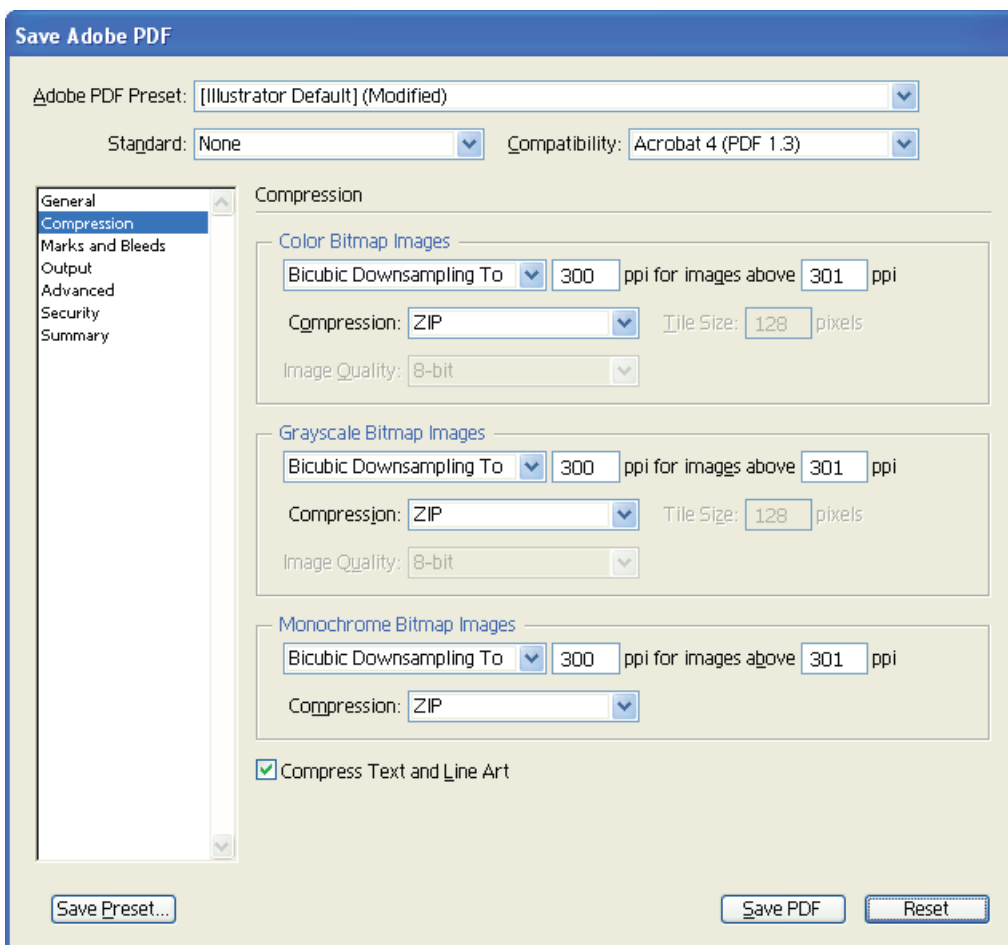 Save Adobe PDF
Adobe PDF Preset: [Illustrator Default] (Modified)
Standard: None Compatibility: Acrobat 4 (PDF 1.3)
General
Compression
Marks and Bleeds
Output
Advanced
Security
Summary
Compression
Color Bitmap Images
Bicubic Downsampling To 300 ppi for images above 301 ppi
Compression: ZIP Tile Size: 128 pixels
Image Quality: 8-bit
Grayscale Bitmap Images
Bicubic Downsampling To 300 ppi for images above 301 ppi
Compression: ZIP Tile Size: 128 pixels
Image Quality: 8-bit
Monochrome Bitmap Images
Bicubic Downsampling To 300 ppi for images above 301 ppi
Compression: ZIP
Compress Text and Line Art
Save Preset... Save PDF Reset